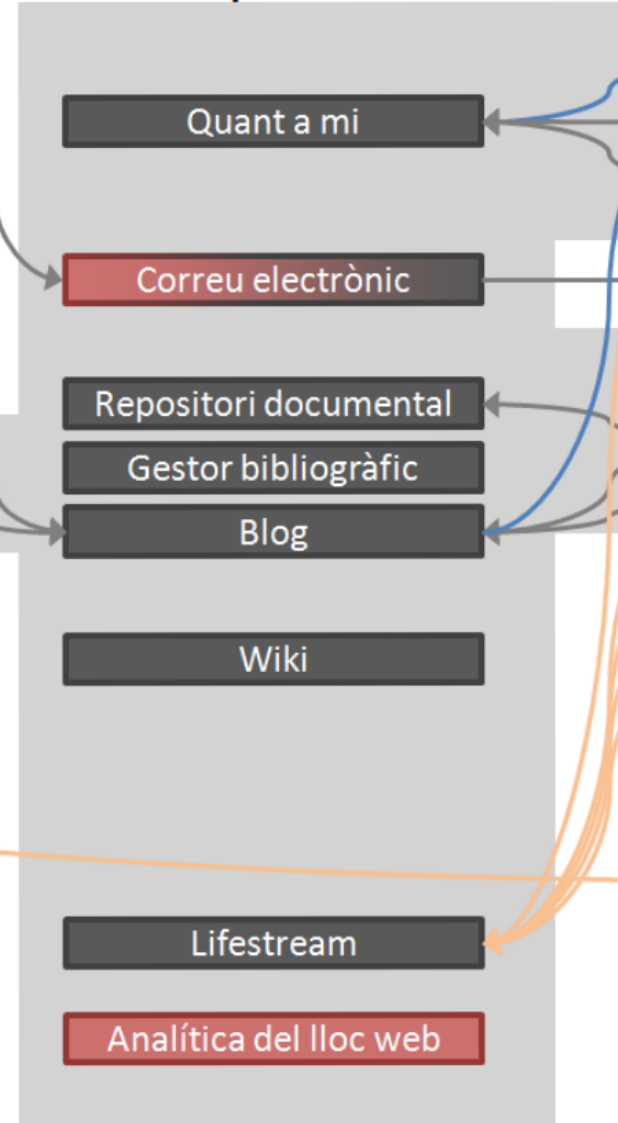 Quant a mi
Correu electrònic
Repositori documental
Gestor bibliogràfic
Blog
Wiki
Lifestream
Analítica del lloc web